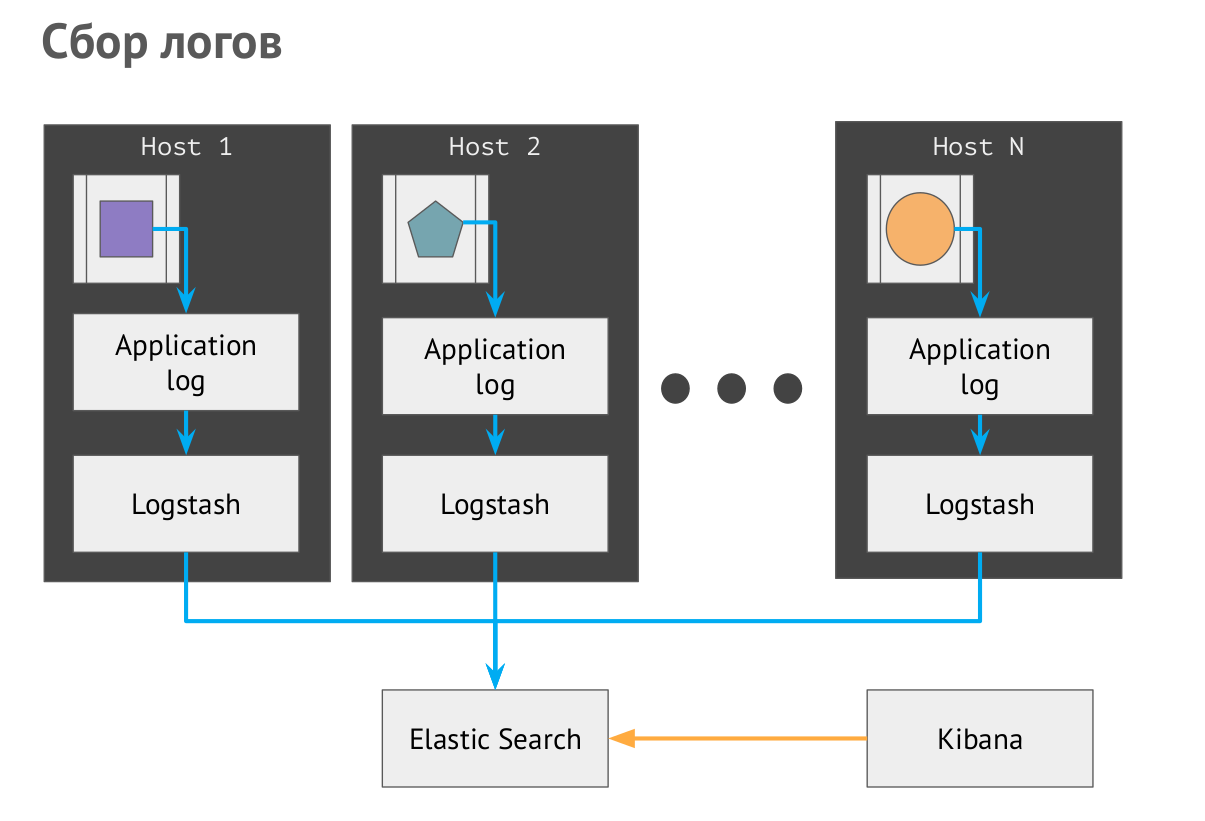 Сбор логов
Host 1
Host 2
Host N
Application
log
Application
log
Application
log
Logstash
Logstash
Logstash
Elastic Search
Kibana